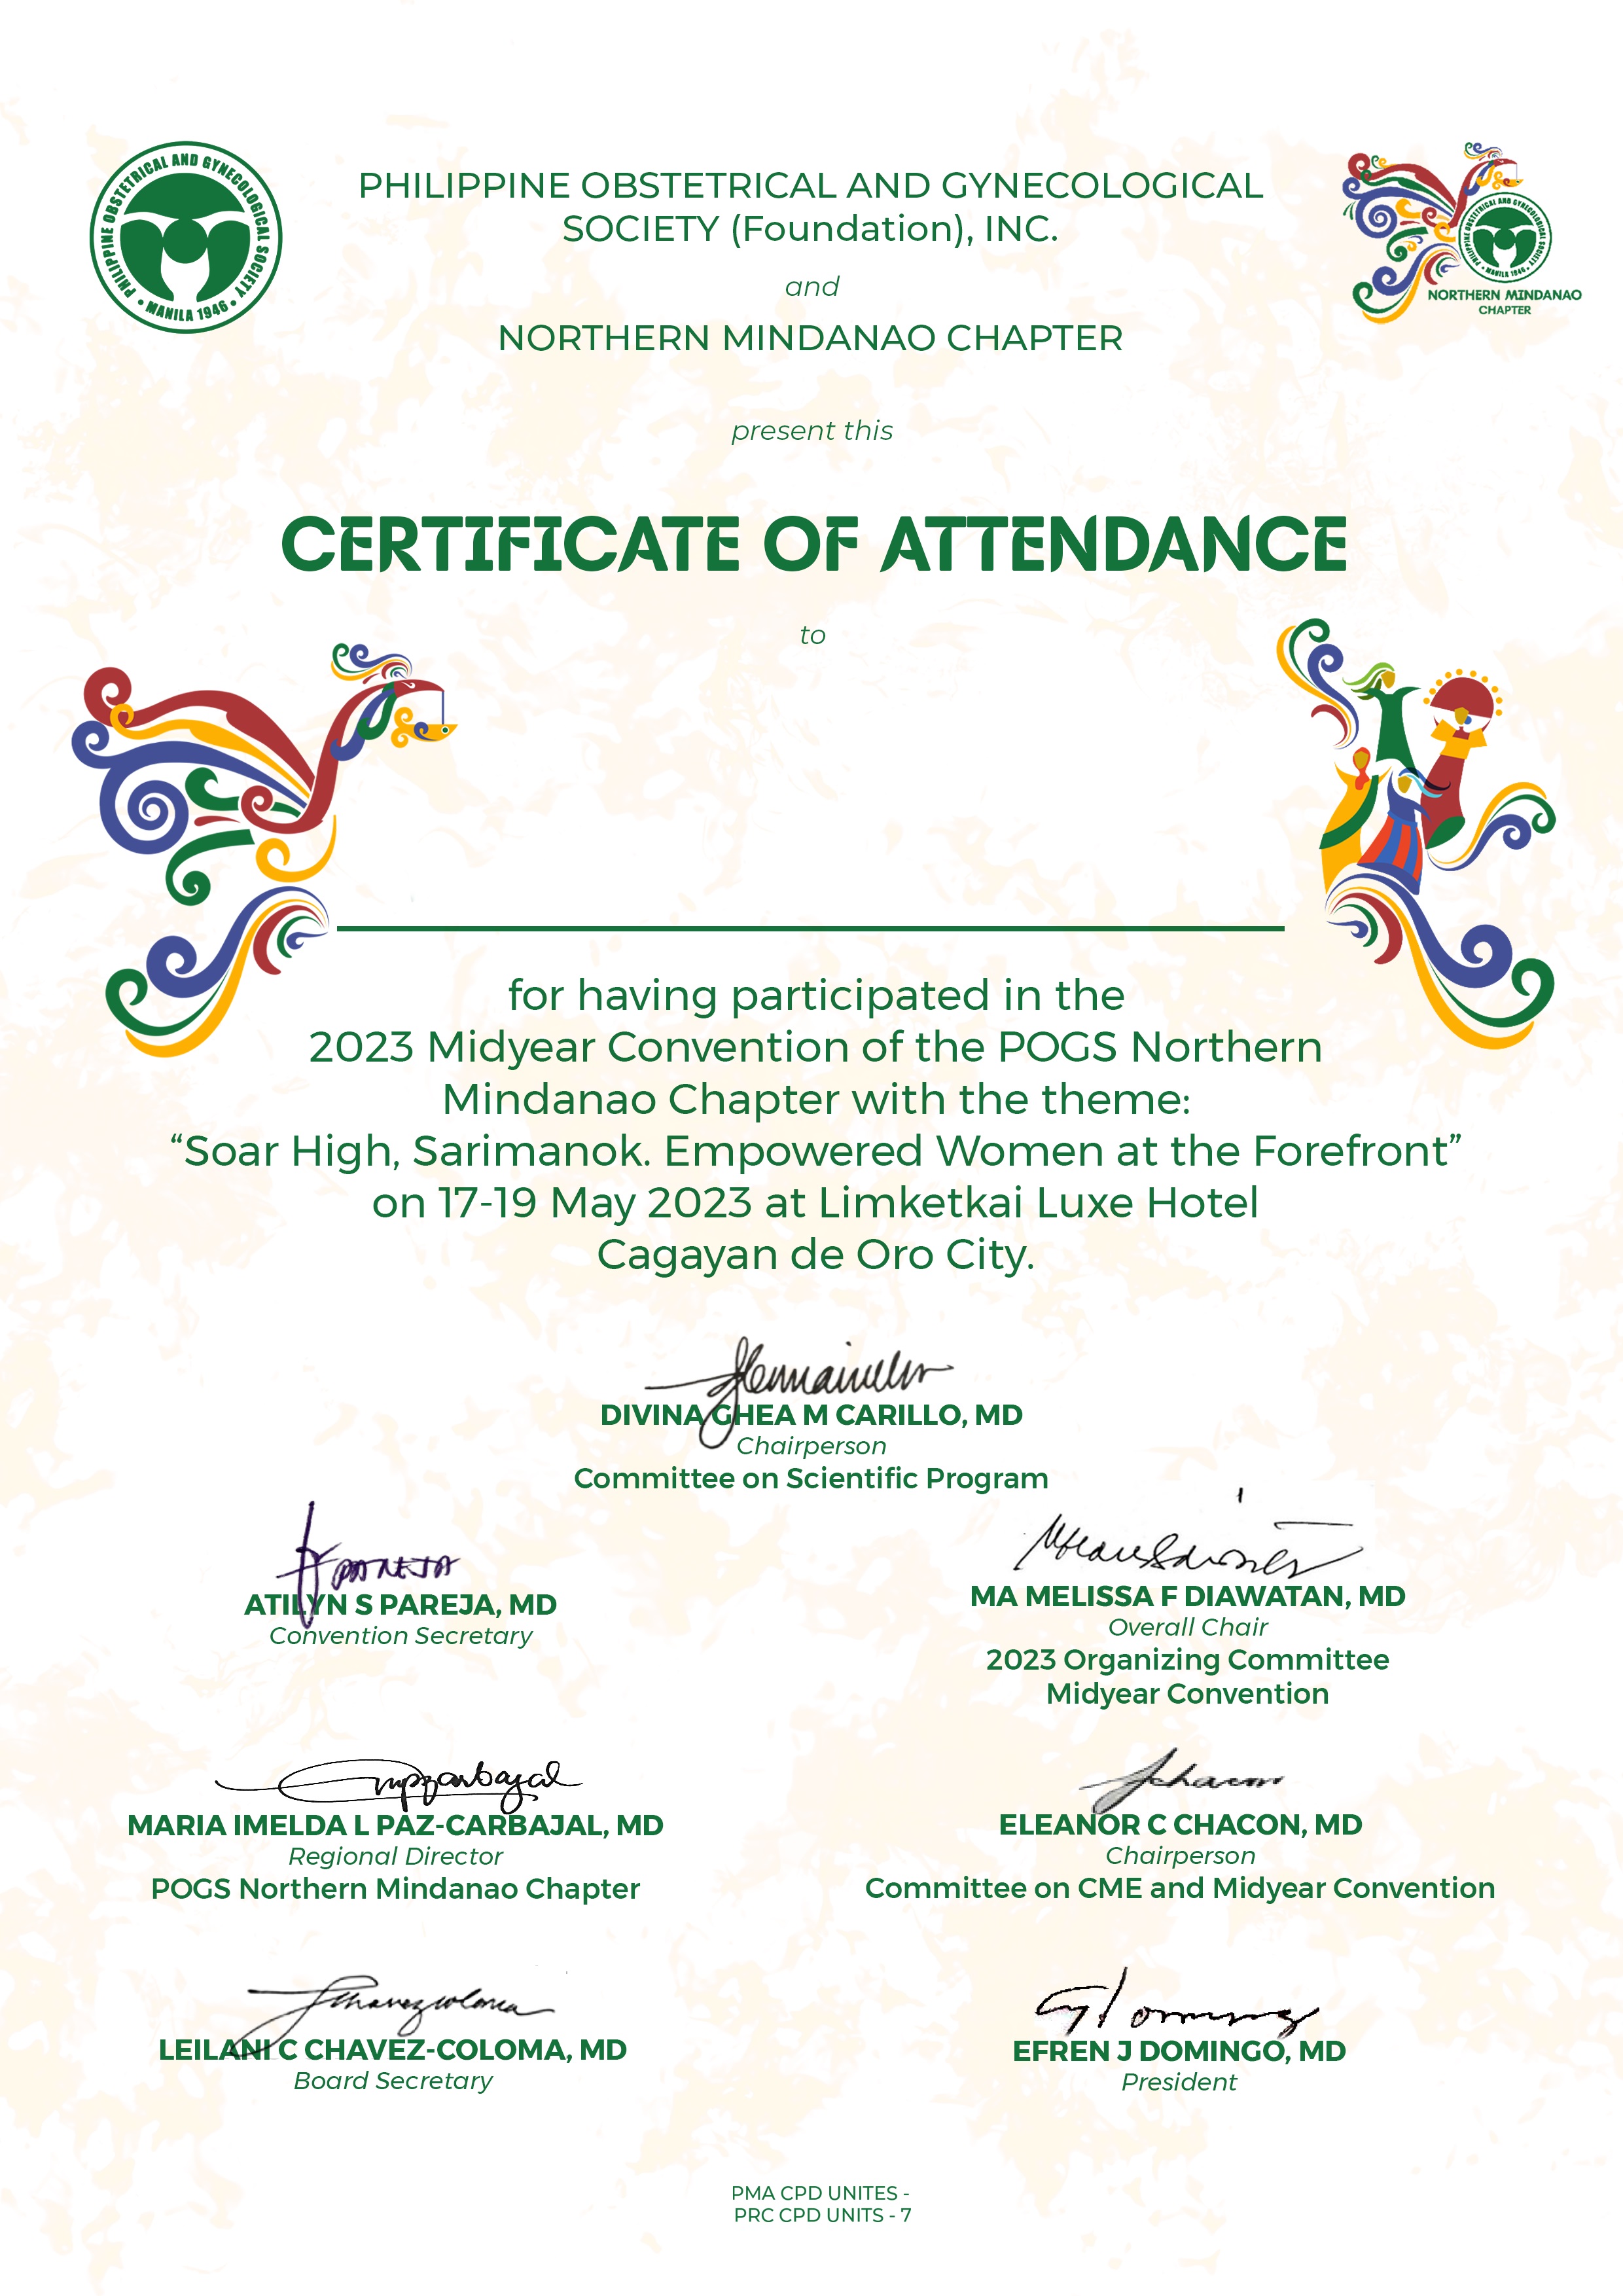 PHILIPPINE OBSTETRICAL AND GYNECOLOGICAL SOCIETY
• MANILA 1946 •
PHILIPPINE OBSTETRICAL AND GYNECOLOGICAL
SOCIETY (Foundation), INC.
and
NORTHERN MINDANAO CHAPTER
PHILIPPINE OBSTETRICAL AND GYNECOLOGICAL SOCIETY
• MANILA 1946 •
NORTHERN MINDANAO
CHAPTER
present this
CERTIFICATE OF ATTENDANCE
to
for having participated in the
2023 Midyear Convention of the POGS Northern
Mindanao Chapter with the theme:
“Soar High, Sarimanok. Empowered Women at the Forefront”
on 17-19 May 2023 at Limketkai Luxe Hotel
Cagayan de Oro City.
DIVINA GHEA M CARILLO, MD
Chairperson
Committee on Scientific Program
PAREJA
ATILYN S PAREJA, MD
Convention Secretary
MA MELISSA F DIAWATAN, MD
Overall Chair
2023 Organizing Committee
Midyear Convention
MARIA IMELDA L PAZ-CARBAJAL, MD
Regional Director
POGS Northern Mindanao Chapter
ELEANOR C CHACON, MD
Chairperson
Committee on CME and Midyear Convention
LEILANI C CHAVEZ-COLOMA, MD
Board Secretary
EFREN J DOMINGO, MD
President
PMA CPD UNITES -
PRC CPD UNITS - 7